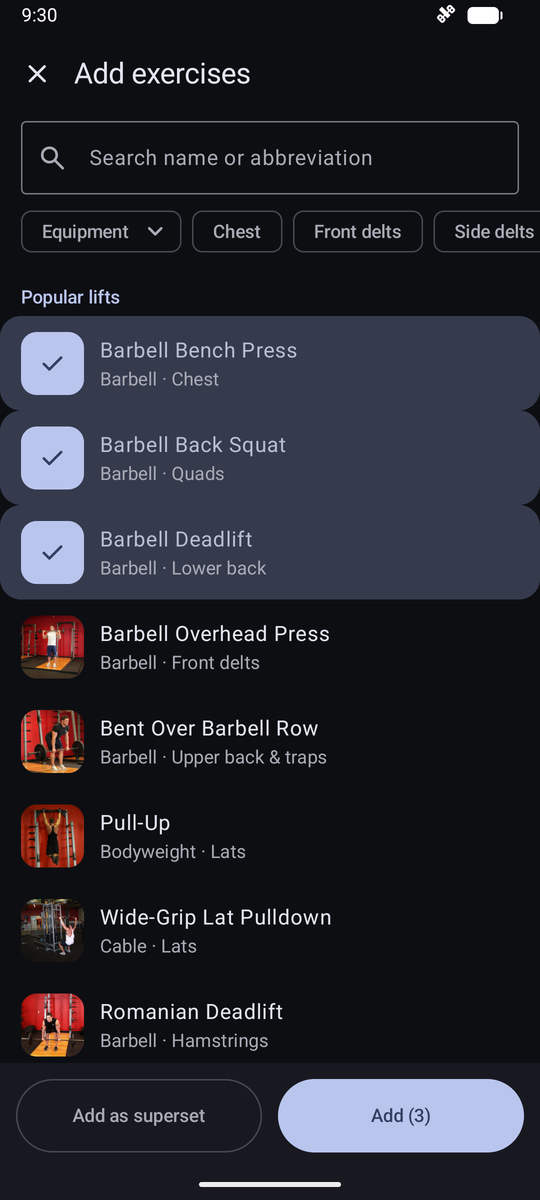 9:30
Add exercises
Search name or abbreviation
Equipment
Chest
Front delts
Side delts
Popular lifts
Barbell Bench Press
Barbell · Chest
Barbell Back Squat
Barbell · Quads
Barbell Deadlift
Barbell · Lower back
Barbell Overhead Press
Barbell · Front delts
Bent Over Barbell Row
Barbell · Upper back & traps
Pull-Up
Bodyweight · Lats
Wide-Grip Lat Pulldown
Cable · Lats
Romanian Deadlift
Barbell · Hamstrings
Add as superset
Add (3)